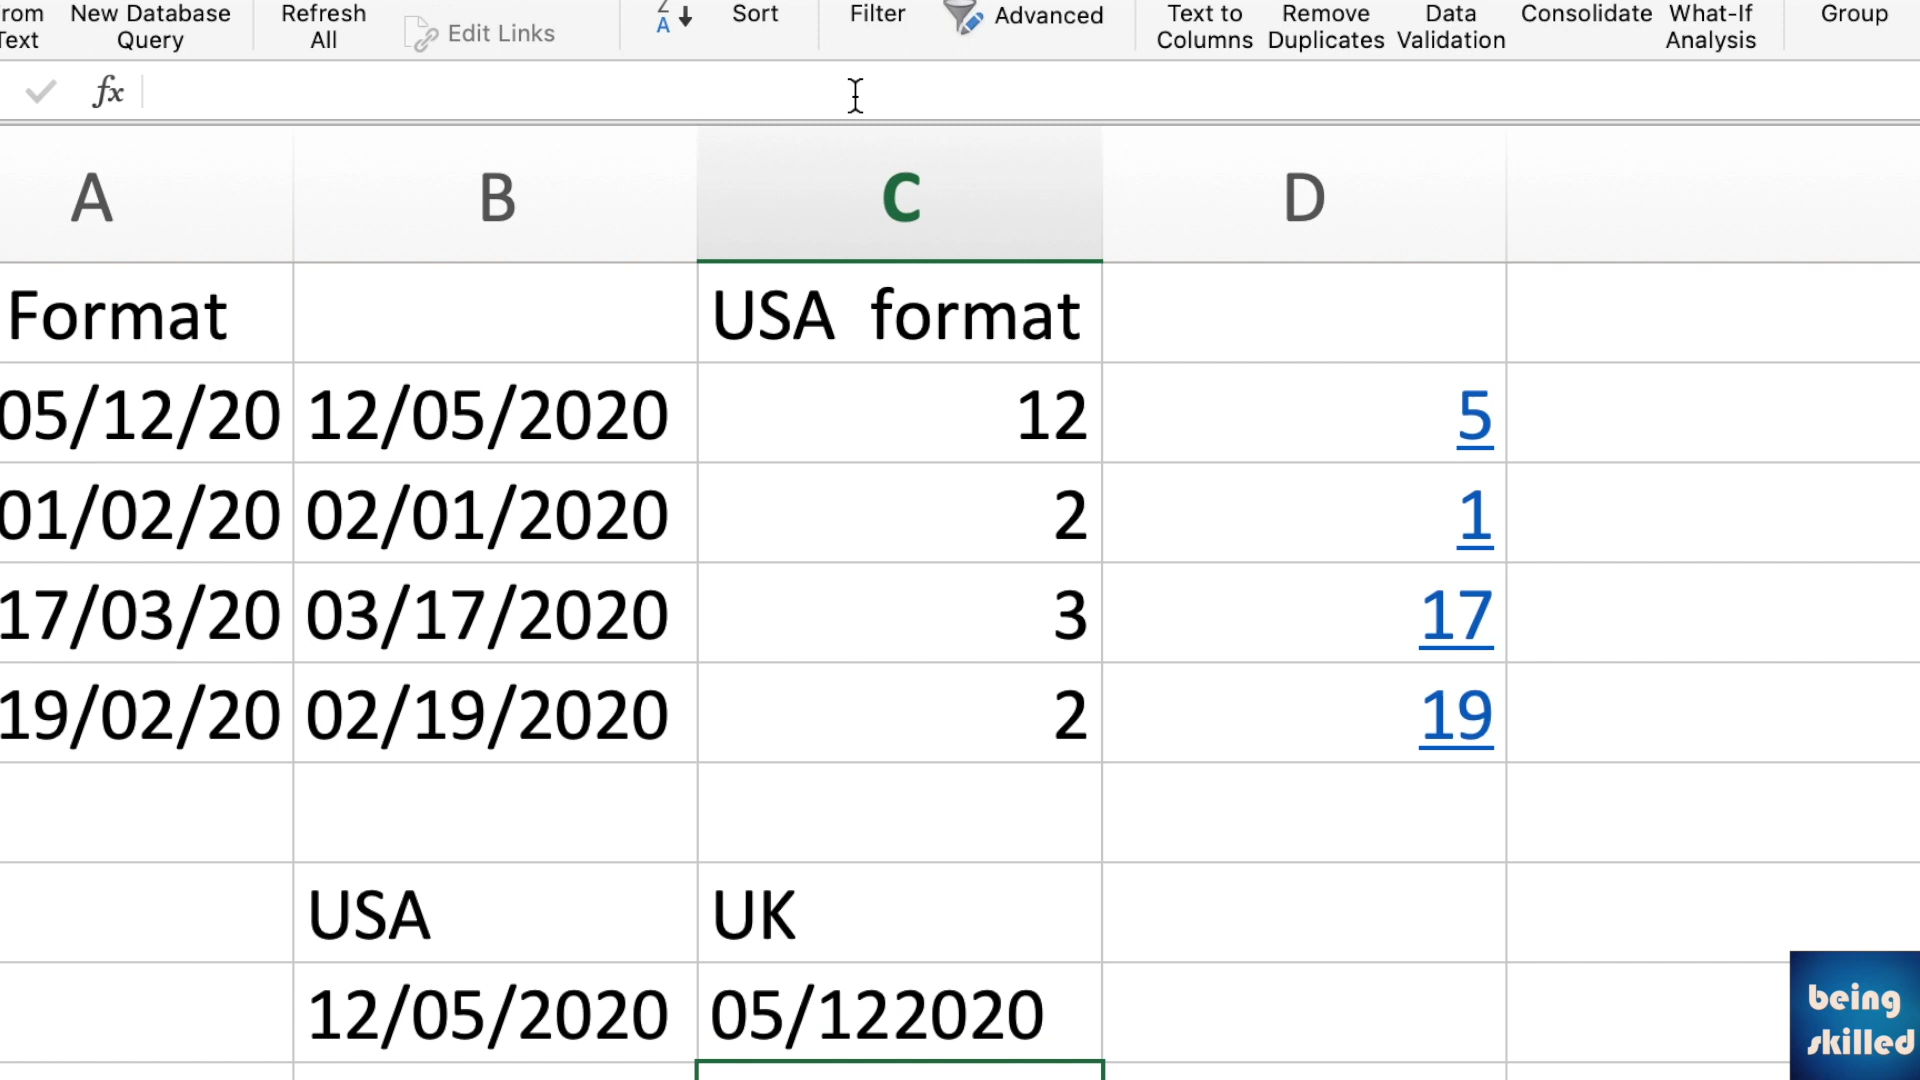 rom New Database Refresh Z Sort Filter Advanced Text to Remove Data Consolidate What-If Group
Text Query All Edit Links A Columns Duplicates Validation Analysis
fx
A B C D
Format USA format
05/12/20 12/05/2020 12 5
01/02/20 02/01/2020 2 1
17/03/20 03/17/2020 3 17
19/02/20 02/19/2020 2 19
USA UK
12/05/2020 05/122020
being
skilled